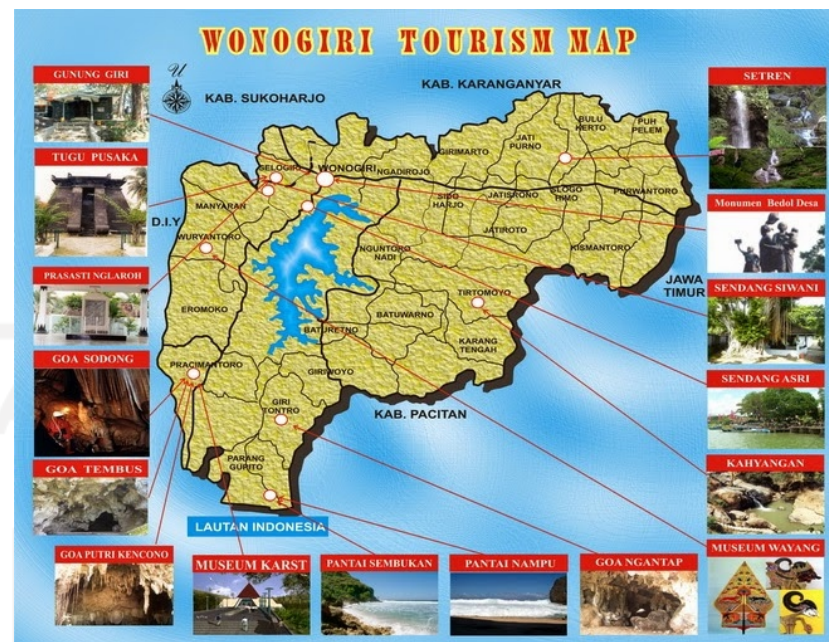 WONOGIRI TOURISM MAP
GUNUNG GIRI
TUGU PUSAKA
PRASASTI NGLAROH
GOA SODONG
GOA TEMBUS
GOA PUTRI KENCONO
MUSEUM KARST
PANTAI SEMBUKAN
PANTAI NAMPU
GOA NGANTAP
SETREN
Monumen Bedol Desa
SENDANG SIWANI
SENDANG ASRI
KAHYANGAN
MUSEUM WAYANG
U
KAB. SUKOHARJO
KAB. KARANGANYAR
D.I.Y
JAWA
TIMUR
KAB. PACITAN
LAUTAN INDONESIA
SELOGIRI
WONOGIRI
NGADIROJO
GIRIMARTO
JATI
PURNO
BULU
KERTO
PUH
PELEM
MANYARAN
WURYANTORO
SIDO
HARJO
JATISRONO
SLOGO
HIMO
PURWANTORO
JATIROTO
KISMANTORO
NGUNTORO
NADI
EROMOKO
TIRTOMOYO
BATURETNO
BATUWARNO
KARANG
TENGAH
PRACIMANTORO
GIRIWOYO
GIRI
TONTRO
PARANG
GUPITO